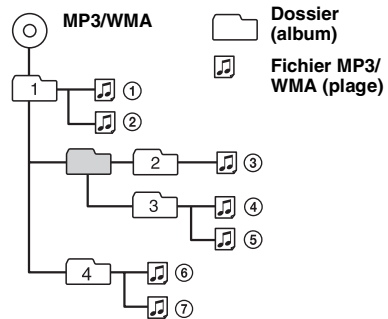 MP3/WMA
Dossier
(album)
Fichier MP3/
WMA (plage)
1
①
②
2
③
3
④
⑤
4
⑥
⑦